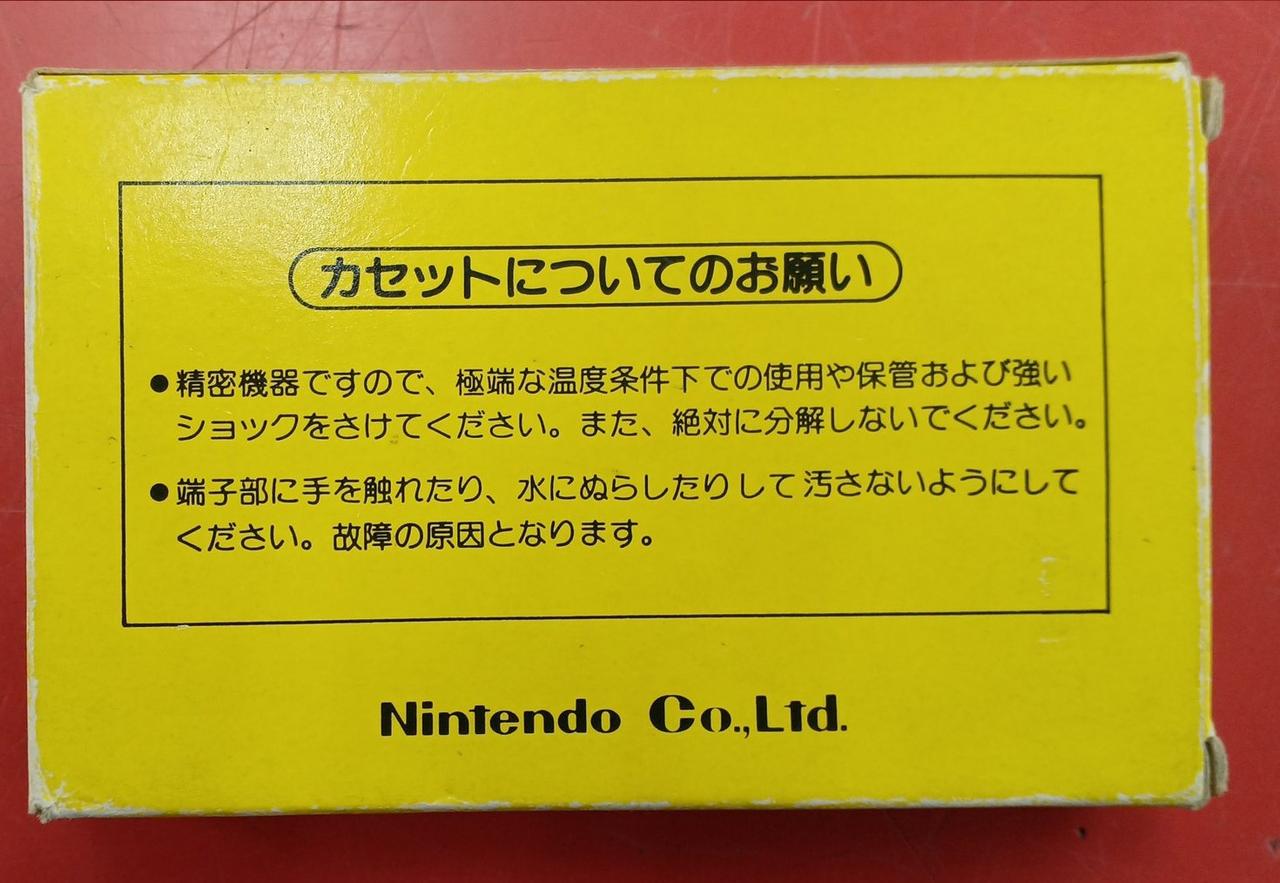 カセットについてのお願い
●精密機器ですので、極端な温度条件下での使用や保管および強い
ショックをさけてください。また、絶対に分解しないでください。
●端子部に手を触れたり、水にぬらしたりして汚さないようにして
ください。故障の原因となります。
Nintendo Co.,Ltd.